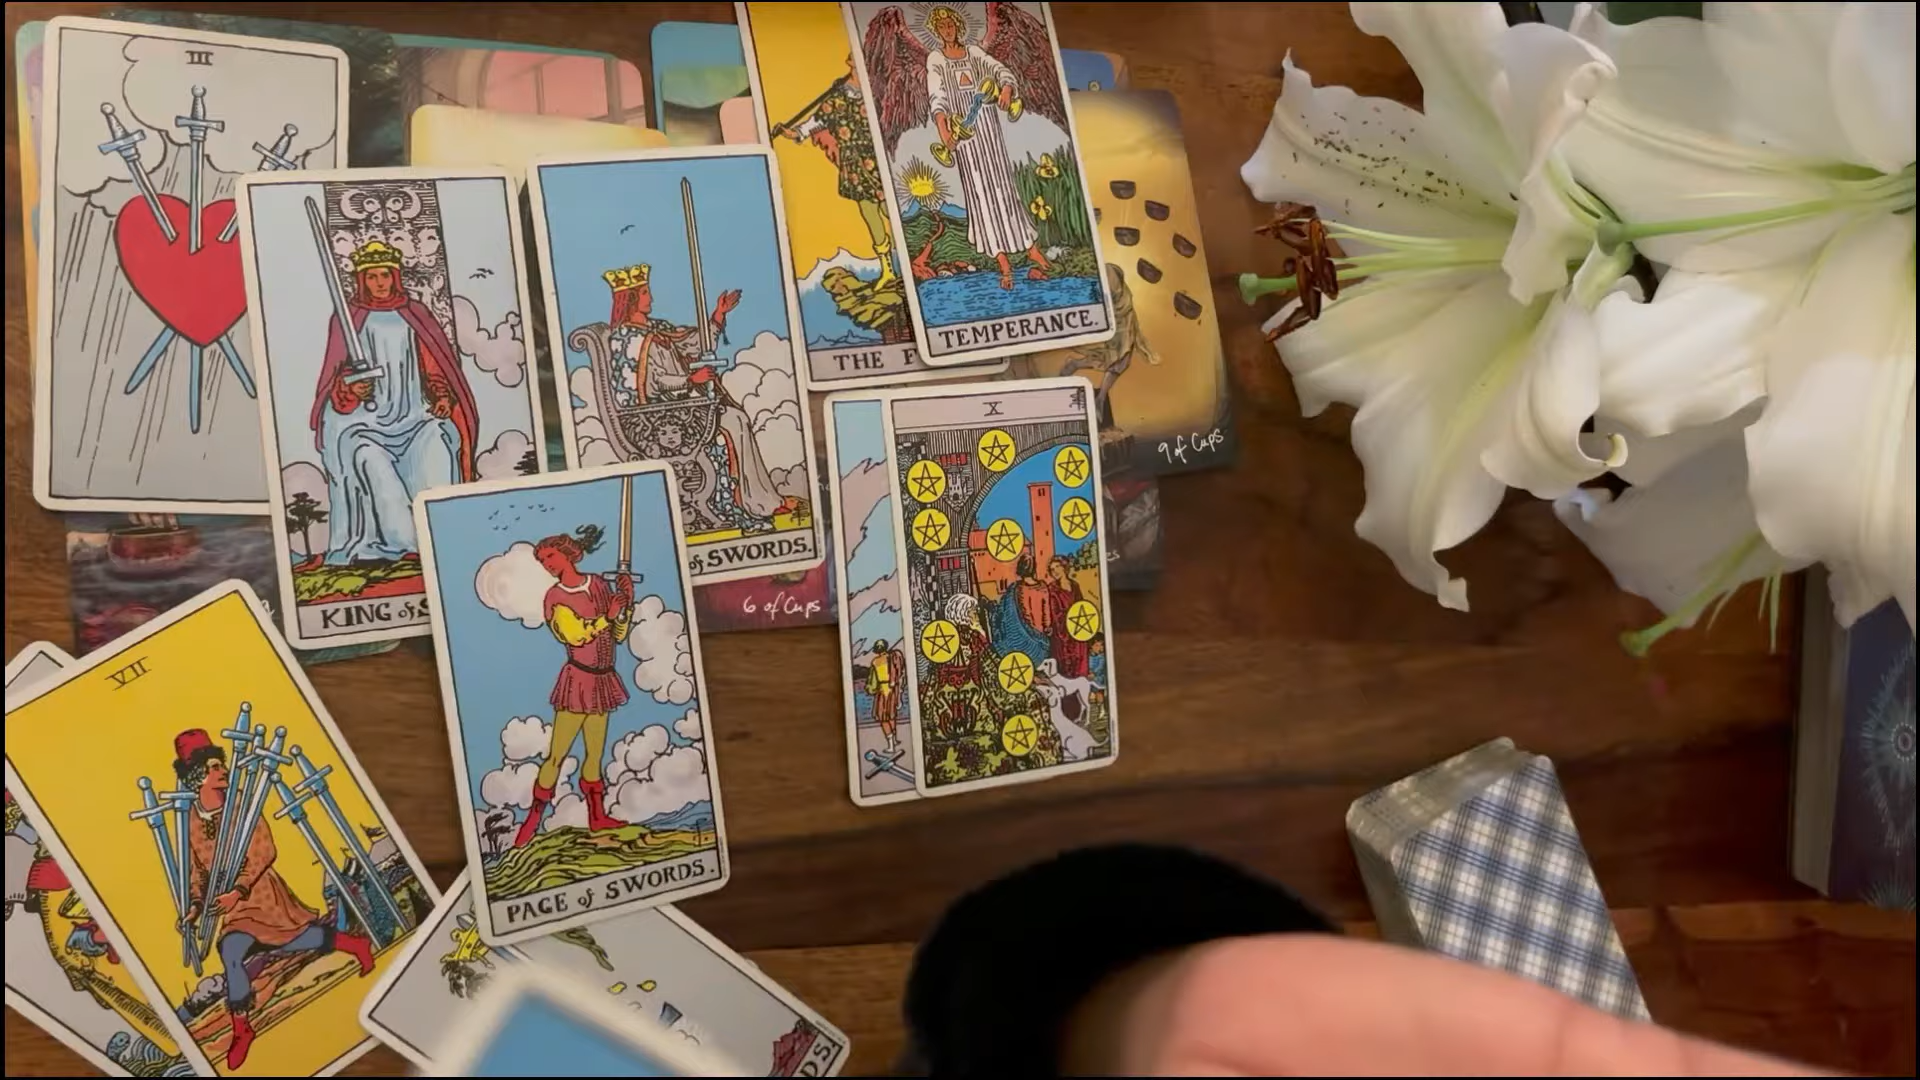 III
TEMPERANCE.
THE F
X
9 of Cups
of SWORDS.
KING of S
6 of Cups
VII
PAGE of SWORDS.
DS.